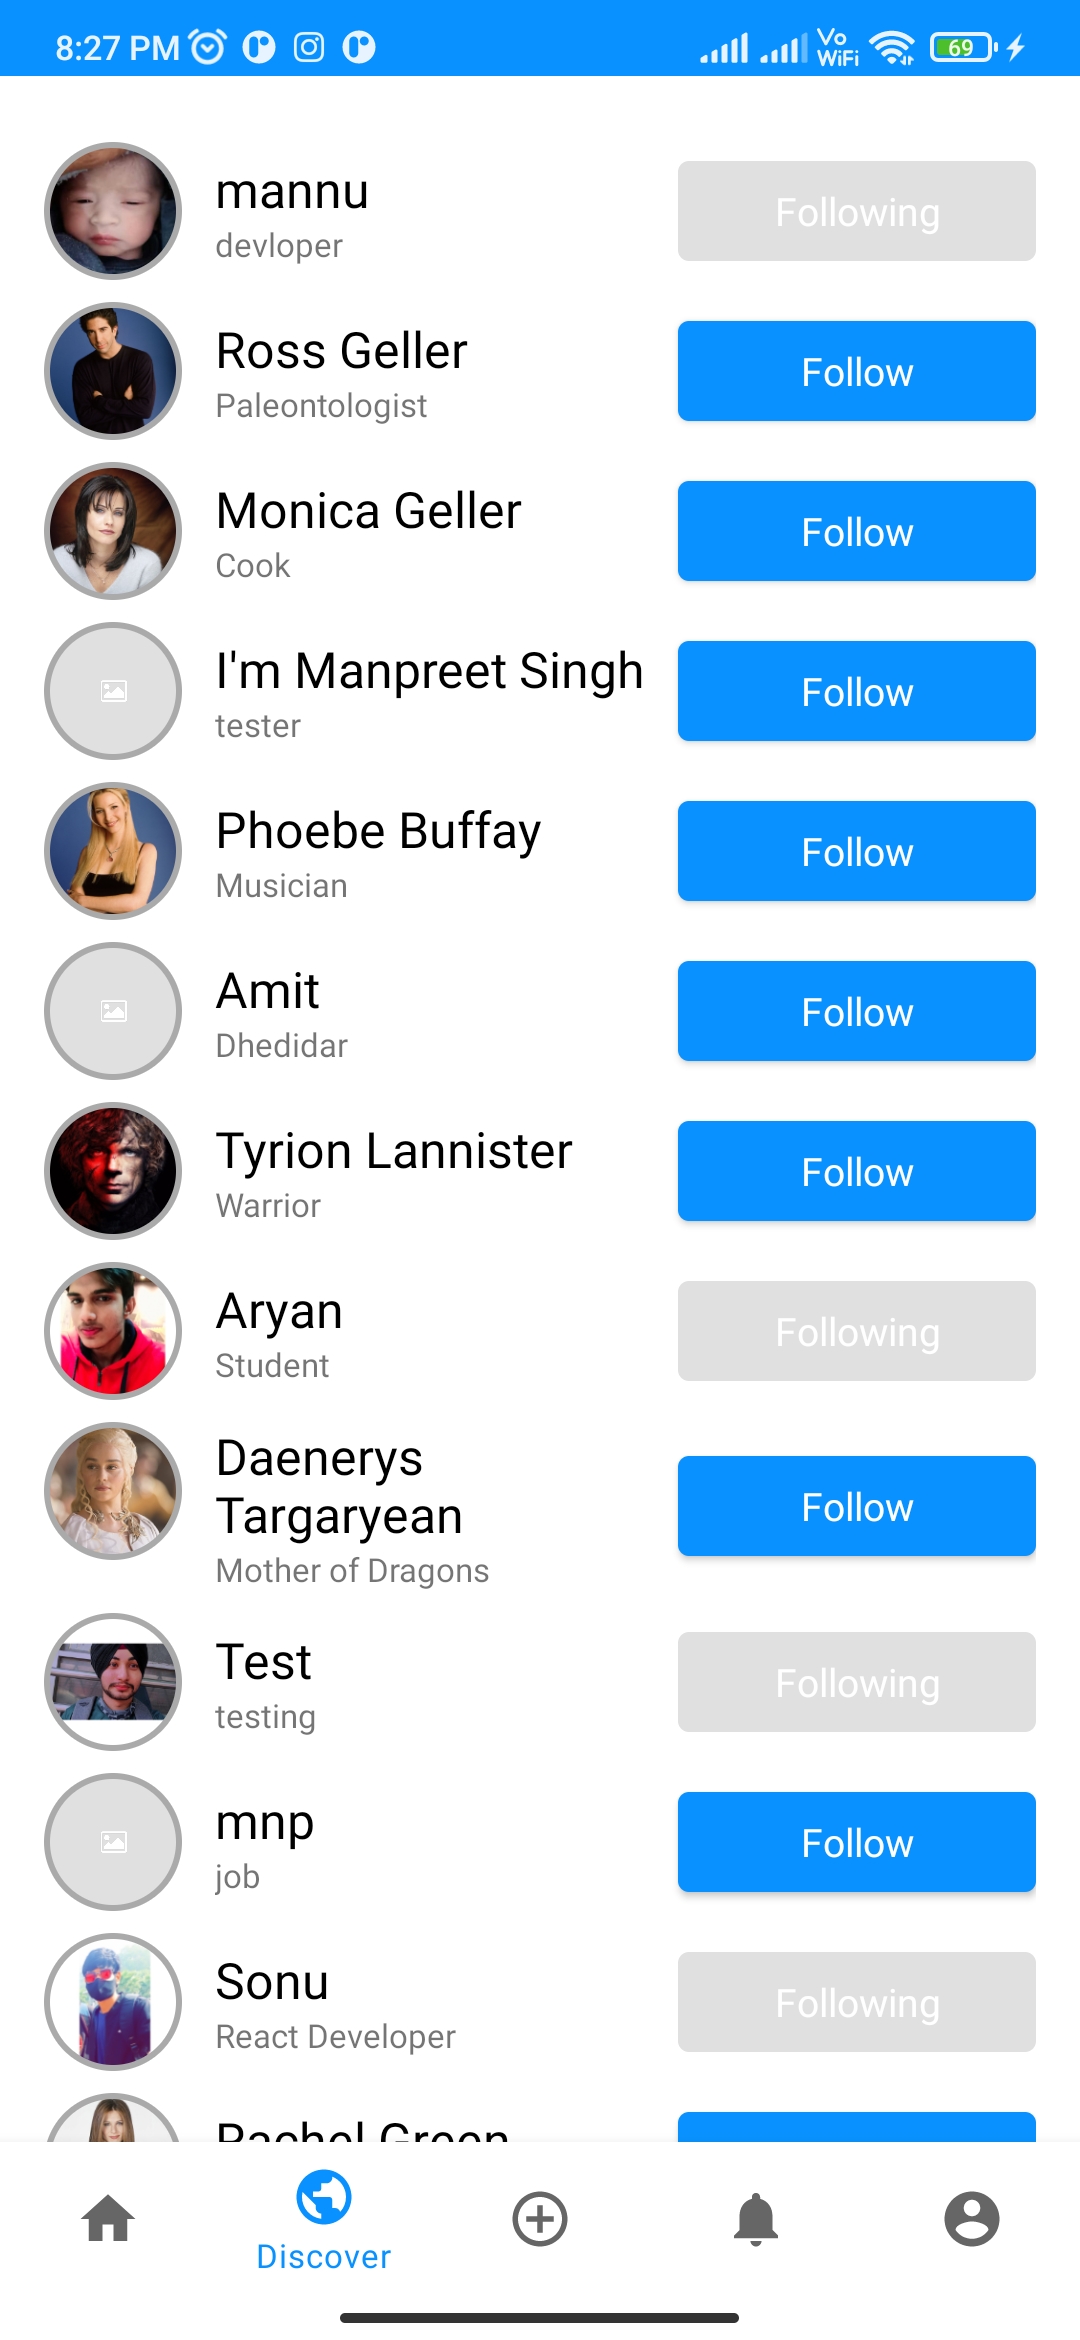 8:27 PM
Vo
WiFi
69
mannu
devloper
Following
Ross Geller
Paleontologist
Follow
Monica Geller
Cook
Follow
I'm Manpreet Singh
tester
Follow
Phoebe Buffay
Musician
Follow
Amit
Dhedidar
Follow
Tyrion Lannister
Warrior
Follow
Aryan
Student
Following
Daenerys
Targaryean
Mother of Dragons
Follow
Test
testing
Following
mnp
job
Follow
Sonu
React Developer
Following
Rachel Green
Discover